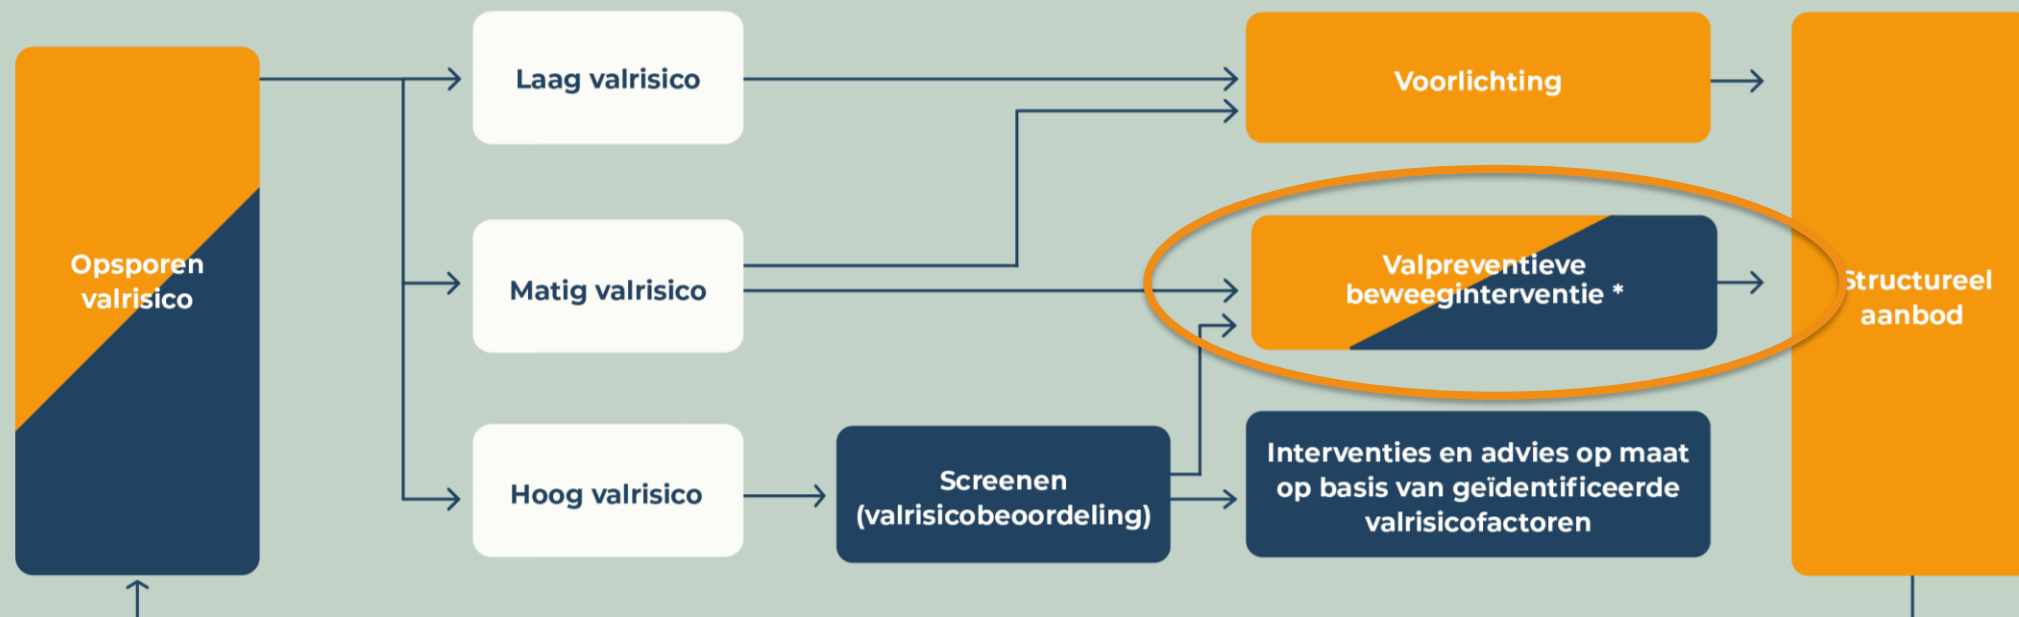 Opsporen
valrisico
Laag valrisico
Matig valrisico
Hoog valrisico
Screenen
(valrisicobeoordeling)
Voorlichting
Valpreventieve
beweeginterventie *
Interventies en advies op maat
op basis van geïdentificeerde
valrisicofactoren
Structureel
aanbod